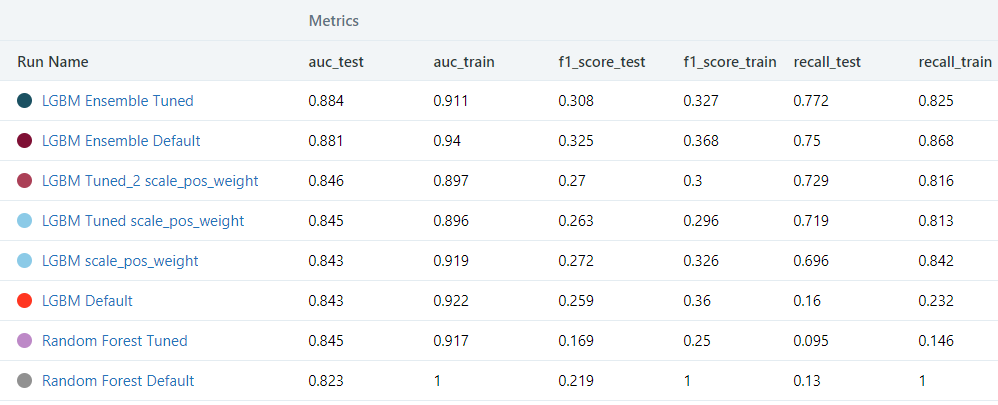 Metrics
Run Name auc_test auc_train f1_score_test f1_score_train recall_test recall_train
LGBM Ensemble Tuned 0.884 0.911 0.308 0.327 0.772 0.825
LGBM Ensemble Default 0.881 0.94 0.325 0.368 0.75 0.868
LGBM Tuned_2 scale_pos_weight 0.846 0.897 0.27 0.3 0.729 0.816
LGBM Tuned scale_pos_weight 0.845 0.896 0.263 0.296 0.719 0.813
LGBM scale_pos_weight 0.843 0.919 0.272 0.326 0.696 0.842
LGBM Default 0.843 0.922 0.259 0.36 0.16 0.232
Random Forest Tuned 0.845 0.917 0.169 0.25 0.095 0.146
Random Forest Default 0.823 1 0.219 1 0.13 1